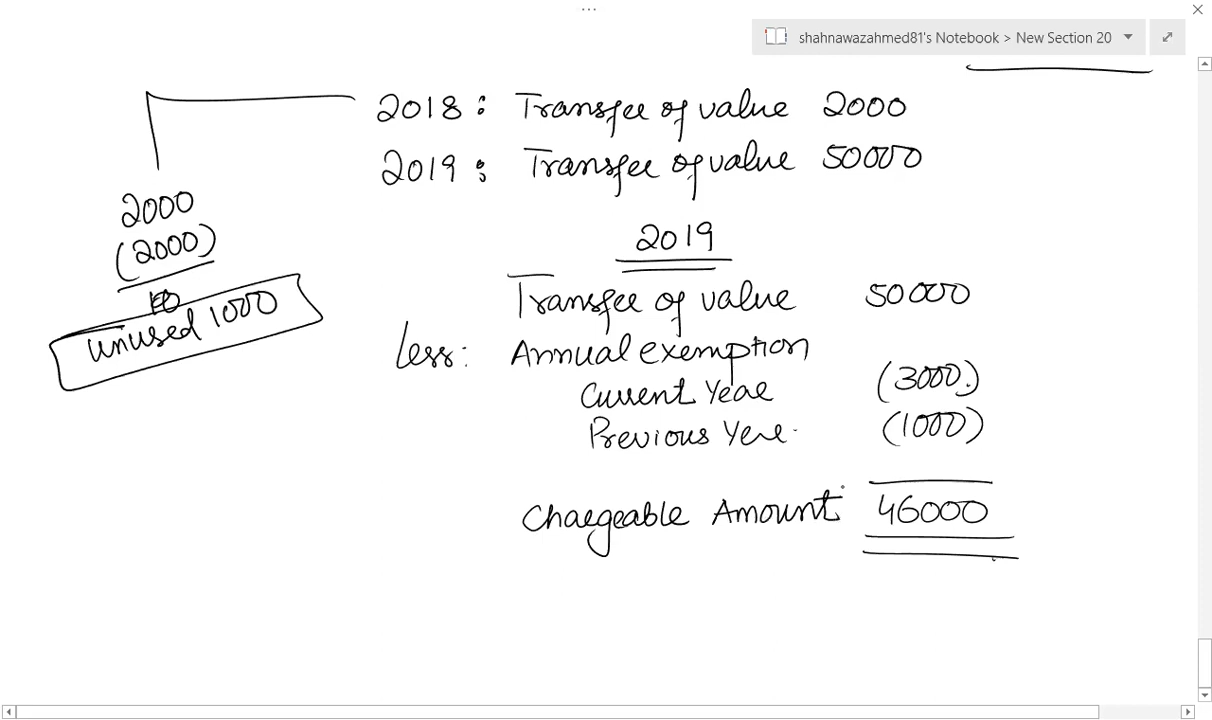 shahnawazahmed81's Notebook > New Section 20
2018 : Transfer of value 2000
2019 : Transfer of value 50000
2000
(2000)
unused 1000
2019
Transfer of value 50000
Less: Annual exemption
Current Year (3000)
Previous Year (1000)
Chargeable Amount 46000